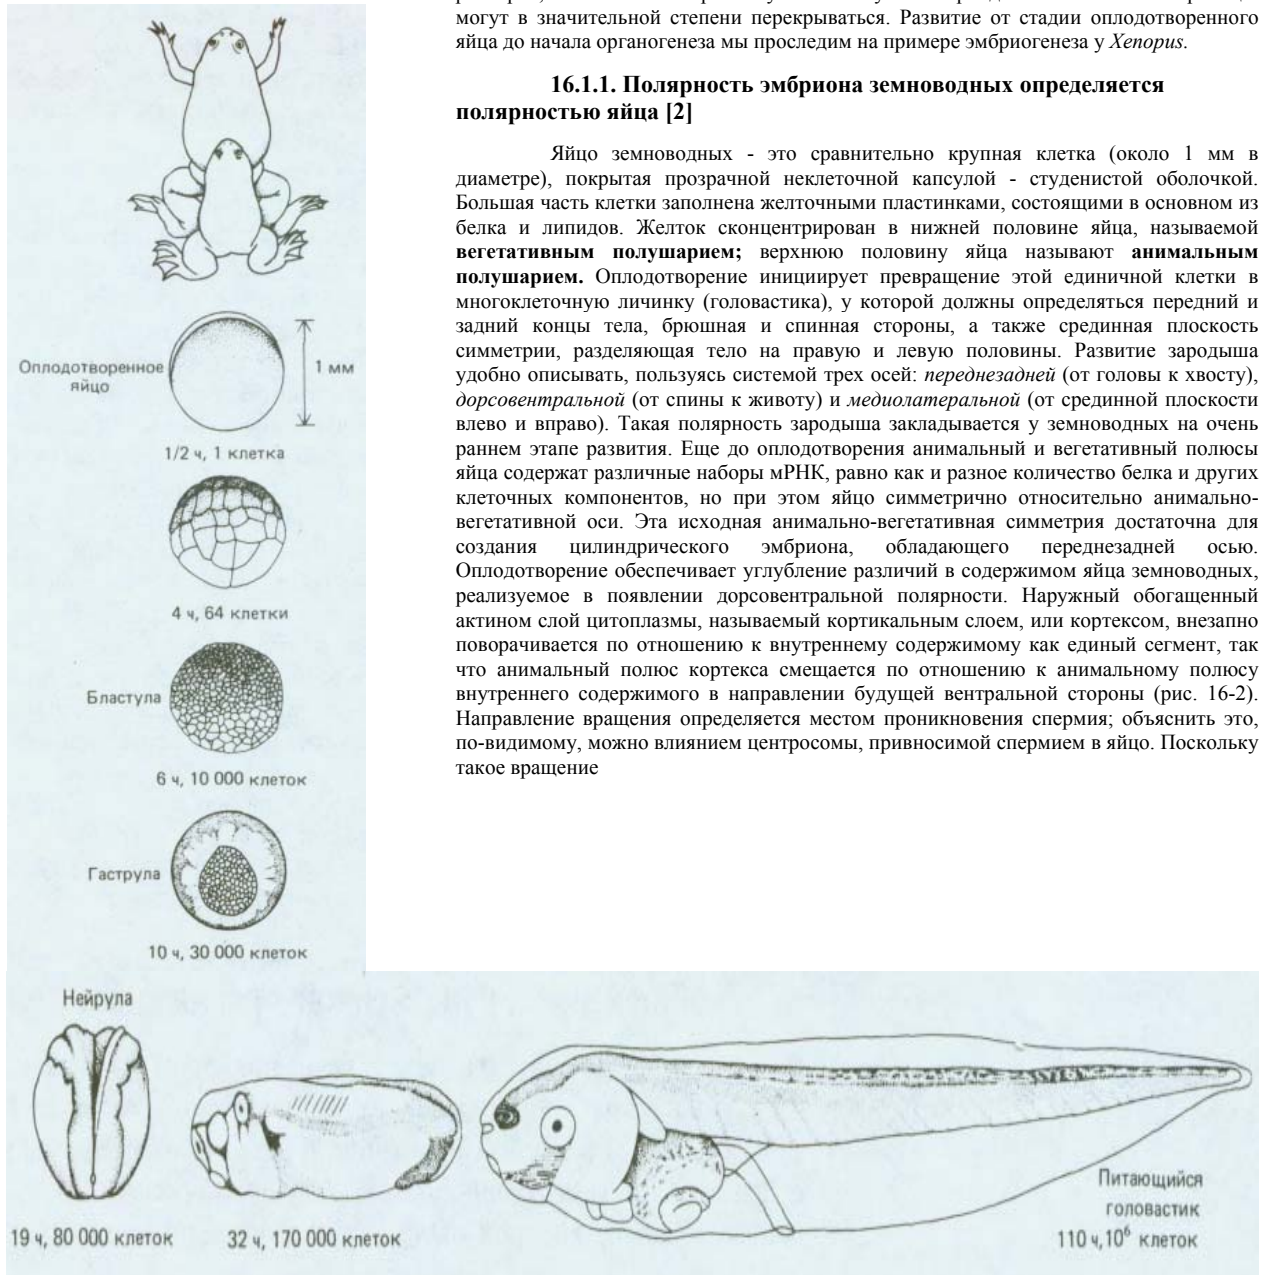 могут в значительной степени перекрываться. Развитие от стадии оплодотворенного
яйца до начала органогенеза мы проследим на примере эмбриогенеза у Xenopus.
16.1.1. Полярность эмбриона земноводных определяется
полярностью яйца [2]
Яйцо земноводных - это сравнительно крупная клетка (около 1 мм в
диаметре), покрытая прозрачной неклеточной капсулой - студенистой оболочкой.
Большая часть клетки заполнена желточными пластинками, состоящими в основном из
белка и липидов. Желток сконцентрирован в нижней половине яйца, называемой
вегетативным полушарием; верхнюю половину яйца называют анимальным
полушарием. Оплодотворение инициирует превращение этой единичной клетки в
многоклеточную личинку (головастика), у которой должны определяться передний и
задний концы тела, брюшная и спинная стороны, а также срединная плоскость
симметрии, разделяющая тело на правую и левую половины. Развитие зародыша
удобно описывать, пользуясь системой трех осей: переднезадней (от головы к хвосту),
дорсовентральной (от спины к животу) и медиолатеральной (от срединной плоскости
влево и вправо). Такая полярность зародыша закладывается у земноводных на очень
раннем этапе развития. Еще до оплодотворения анимальный и вегетативный полюсы
яйца содержат различные наборы мРНК, равно как и разное количество белка и других
клеточных компонентов, но при этом яйцо симметрично относительно анимально-
вегетативной оси. Эта исходная анимально-вегетативная симметрия достаточна для
создания цилиндрического эмбриона, обладающего переднезадней осью.
Оплодотворение обеспечивает углубление различий в содержимом яйца земноводных,
реализуемое в появлении дорсовентральной полярности. Наружный обогащенный
актином слой цитоплазмы, называемый кортикальным слоем, или кортексом, внезапно
поворачивается по отношению к внутреннему содержимому как единый сегмент, так
что анимальный полюс кортекса смещается по отношению к анимальному полюсу
внутреннего содержимого в направлении будущей вентральной стороны (рис. 16-2).
Направление вращения определяется местом проникновения спермия; объяснить это,
по-видимому, можно влиянием центросомы, привносимой спермием в яйцо. Поскольку
такое вращение
Оплодотворенное
яйцо
1 мм
1/2 ч, 1 клетка
4 ч, 64 клетки
Бластула
6 ч, 10 000 клеток
Гаструла
10 ч, 30 000 клеток
Нейрула
19 ч, 80 000 клеток
32 ч, 170 000 клеток
Питающийся
головастик
110 ч,10⁶ клеток